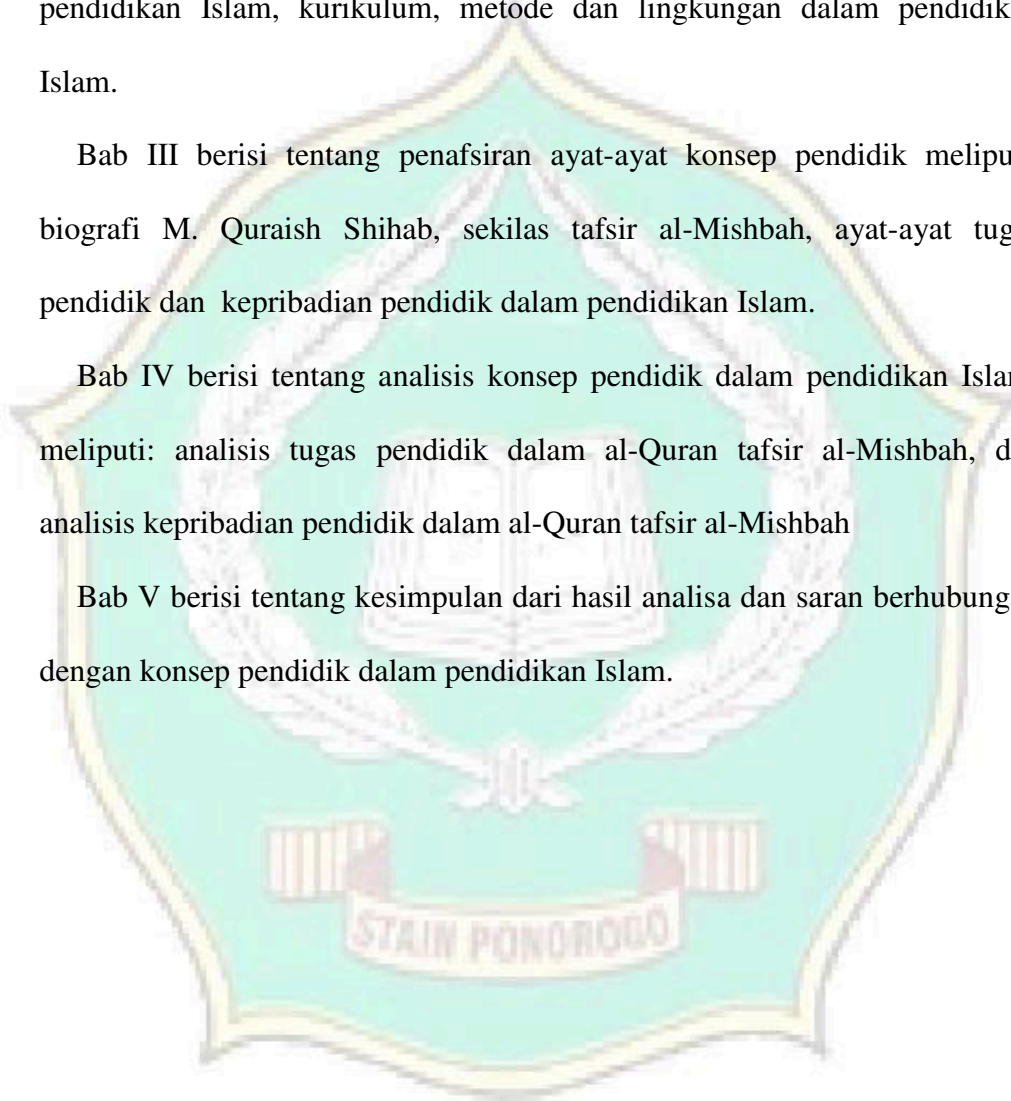 pendidikan Islam, kurikulum, metode dan lingkungan dalam pendidik
Islam.
Bab III berisi tentang penafsiran ayat-ayat konsep pendidik melipu
biografi M. Quraish Shihab, sekilas tafsir al-Mishbah, ayat-ayat tug
pendidik dan kepribadian pendidik dalam pendidikan Islam.
Bab IV berisi tentang analisis konsep pendidik dalam pendidikan Islam
meliputi: analisis tugas pendidik dalam al-Quran tafsir al-Mishbah, d
analisis kepribadian pendidik dalam al-Quran tafsir al-Mishbah
Bab V berisi tentang kesimpulan dari hasil analisa dan saran berhubung
dengan konsep pendidik dalam pendidikan Islam.
STAIN PONOROGO